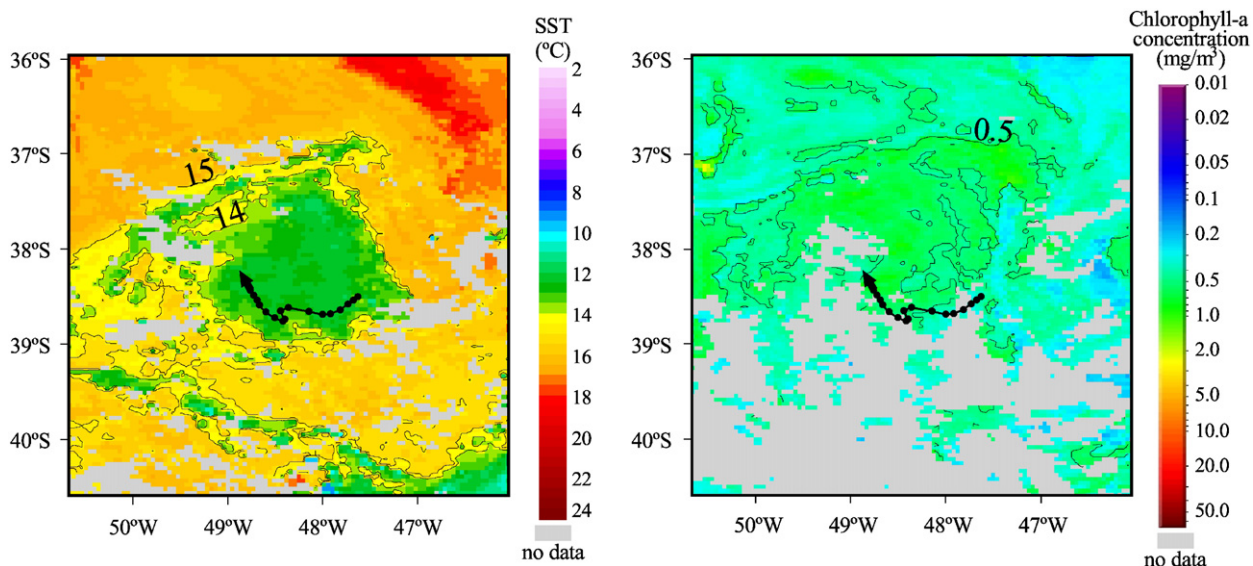 SST
(ºC)
36ºS
37ºS
38ºS
39ºS
40ºS
15
14
50ºW
49ºW
48ºW
47ºW
2
4
6
8
10
12
14
16
18
20
22
24
no data
Chlorophyll-a
concentration
(mg/m³)
36ºS
37ºS
38ºS
39ºS
40ºS
0.5
50ºW
49ºW
48ºW
47ºW
0.01
0.02
0.05
0.1
0.2
0.5
1.0
2.0
5.0
10.0
20.0
50.0
no data